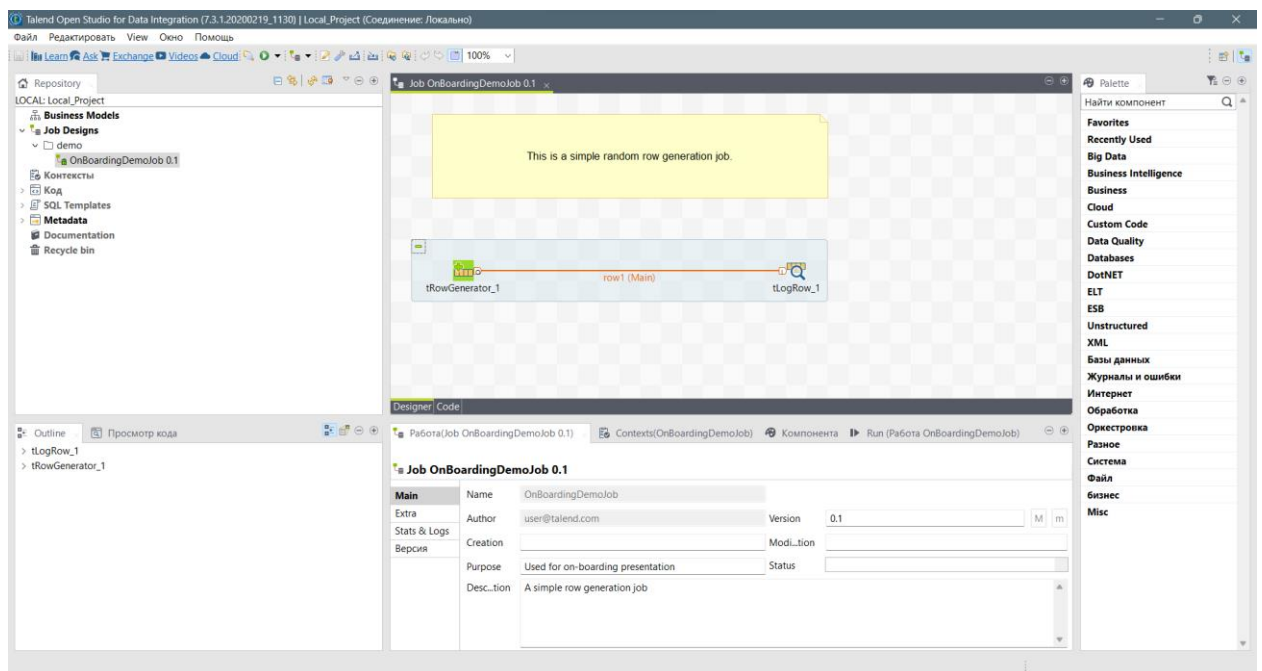 Talend Open Studio for Data Integration (7.3.1.20200219_1130) | Local_Project (Соединение: Локально)
Файл Редактировать View Окно Помощь
Learn Ask Exchange Videos Cloud 100%
Repository
LOCAL: Local_Project
Business Models
Job Designs
demo
OnBoardingDemoJob 0.1
Контексты
Код
SQL Templates
Metadata
Documentation
Recycle bin
Job OnBoardingDemoJob 0.1
This is a simple random row generation job.
row1 (Main)
tRowGenerator_1 tLogRow_1
Designer Code
Palette
Найти компонент
Favorites
Recently Used
Big Data
Business Intelligence
Business
Cloud
Custom Code
Data Quality
Databases
DotNET
ELT
ESB
Unstructured
XML
Базы данных
Журналы и ошибки
Интернет
Обработка
Оркестровка
Разное
Система
Файл
бизнес
Misc
Outline Просмотр кода
tLogRow_1
tRowGenerator_1
Работа(Job OnBoardingDemoJob 0.1) Contexts(OnBoardingDemoJob) Компонента Run (Работа OnBoardingDemoJob)
Job OnBoardingDemoJob 0.1
Main
Extra
Stats & Logs
Версия
Name OnBoardingDemoJob
Author user@talend.com Version 0.1 M m
Creation Modi...tion
Purpose Used for on-boarding presentation Status
Desc...tion A simple row generation job